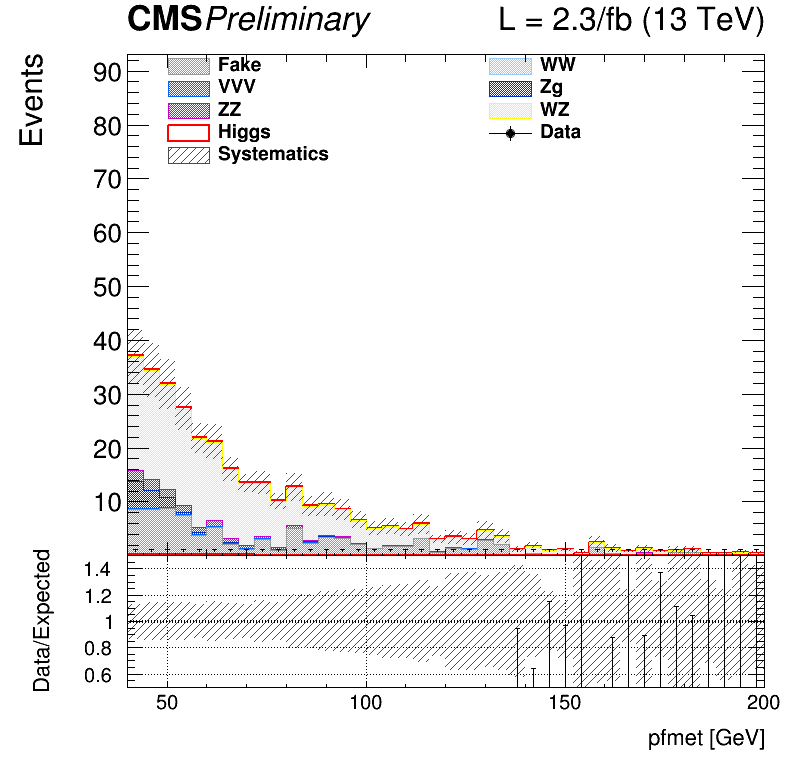 CMS Preliminary L = 2.3/fb (13 TeV)
Events
90
80
70
60
50
40
30
20
10
Fake
VVV
ZZ
Higgs
Systematics
WW
Zg
WZ
Data
Data/Expected
1.4
1.2
1
0.8
0.6
50 100 150 200
pfmet [GeV]